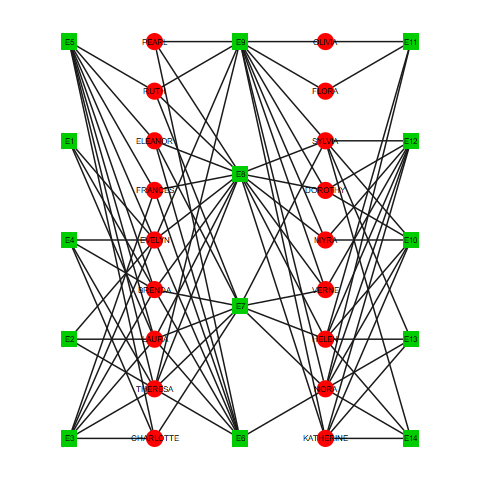 E5 PEARL E9 OLIVIA E11
RUTH FLORA
E1 ELEANOR SYLVIA E12
E8
FRANCES DOROTHY
E4 EVELYN MYRA E10
BRENDA VERNE
E7
E2 LAURA HELEN E13
THERESA NORA
E3 CHARLOTTE E6 KATHERINE E14